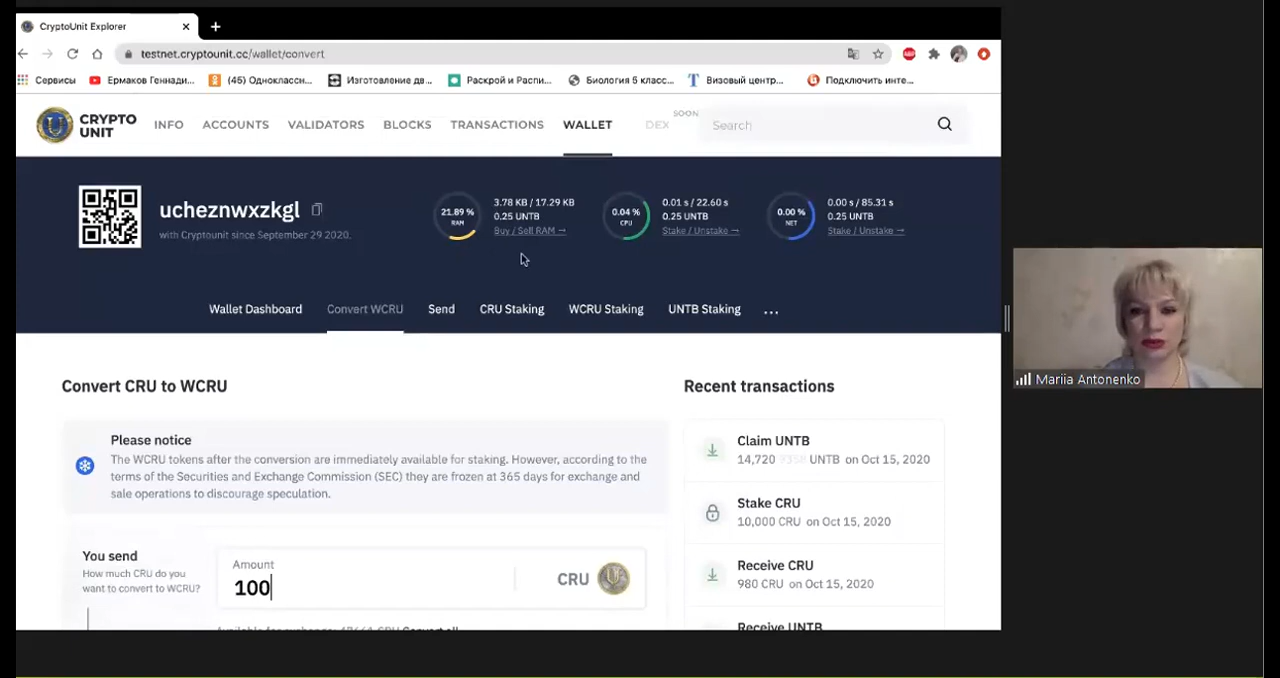 CryptoUnit Explorer
testnet.cryptounit.cc/wallet/convert
Сервисы Ермаков Геннади... (45) Одноклассн... Изготовление дв... Раскрой и Распи... Биология 5 класс... Визовый центр... Подключить инте...
CRYPTO UNIT
INFO ACCOUNTS VALIDATORS BLOCKS TRANSACTIONS WALLET DEX SOON Search
ucheznwxzkgl
with Cryptounit since September 29 2020.
21.89 % RAM
3.78 KB / 17.29 KB
0.25 UNTB
Buy / Sell RAM →
0.04 % CPU
0.01 s / 22.60 s
0.25 UNTB
Stake / Unstake →
0.00 % NET
0.00 s / 85.31 s
0.25 UNTB
Stake / Unstake →
Wallet Dashboard Convert WCRU Send CRU Staking WCRU Staking UNTB Staking ...
Convert CRU to WCRU
Please notice
The WCRU tokens after the conversion are immediately available for staking. However, according to the
terms of the Securities and Exchange Commission (SEC) they are frozen at 365 days for exchange and
sale operations to discourage speculation.
You send
How much CRU do you
want to convert to WCRU?
Amount
100
CRU
Available for exchange: CRU Convert all
Recent transactions
Claim UNTB
14,720 UNTB on Oct 15, 2020
Stake CRU
10,000 CRU on Oct 15, 2020
Receive CRU
980 CRU on Oct 15, 2020
Receive UNTB
Mariia Antonenko